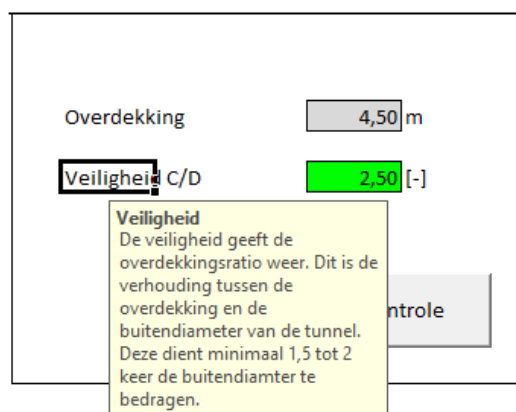 Overdekking 4,50 m
Veiligheid C/D 2,50 [-]
Veiligheid
De veiligheid geeft de
overdekkingsratio weer. Dit is de
verhouding tussen de
overdekking en de
buitendiameter van de tunnel.
Deze dient minimaal 1,5 tot 2
keer de buitendiamter te
bedragen.
ntrole